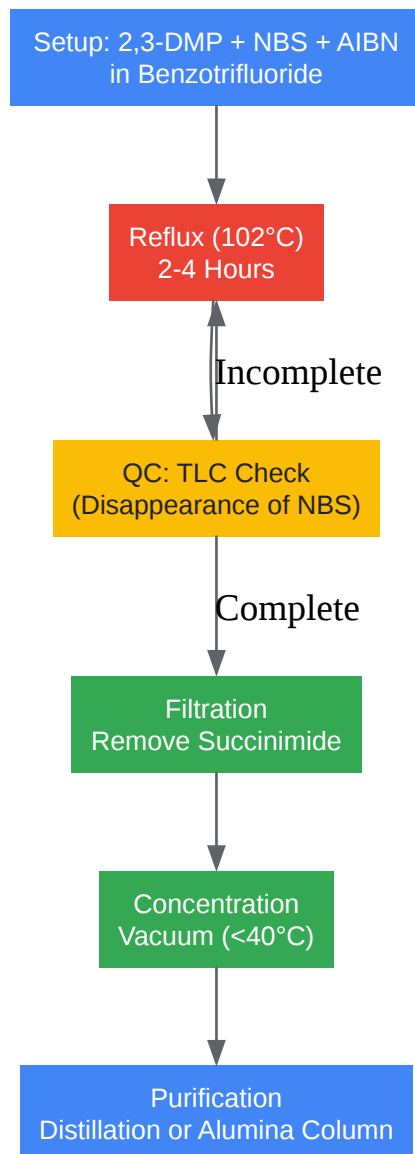 Setup: 2,3-DMP + NBS + AIBN
in Benzotrifluoride
Reflux (102°C)
2-4 Hours
Incomplete
QC: TLC Check
(Disappearance of NBS)
Complete
Filtration
Remove Succinimide
Concentration
Vacuum (<40°C)
Purification
Distillation or Alumina Column